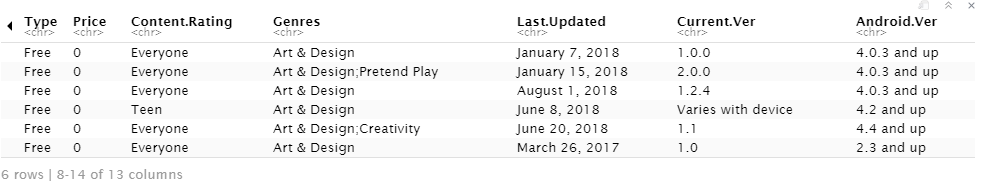 Type Price Content.Rating Genres Last.Updated Current.Ver Android.Ver
<chr> <chr> <chr> <chr> <chr> <chr> <chr>
Free 0 Everyone Art & Design January 7, 2018 1.0.0 4.0.3 and up
Free 0 Everyone Art & Design;Pretend Play January 15, 2018 2.0.0 4.0.3 and up
Free 0 Everyone Art & Design August 1, 2018 1.2.4 4.0.3 and up
Free 0 Teen Art & Design June 8, 2018 Varies with device 4.2 and up
Free 0 Everyone Art & Design;Creativity June 20, 2018 1.1 4.4 and up
Free 0 Everyone Art & Design March 26, 2017 1.0 2.3 and up
6 rows | 8-14 of 13 columns